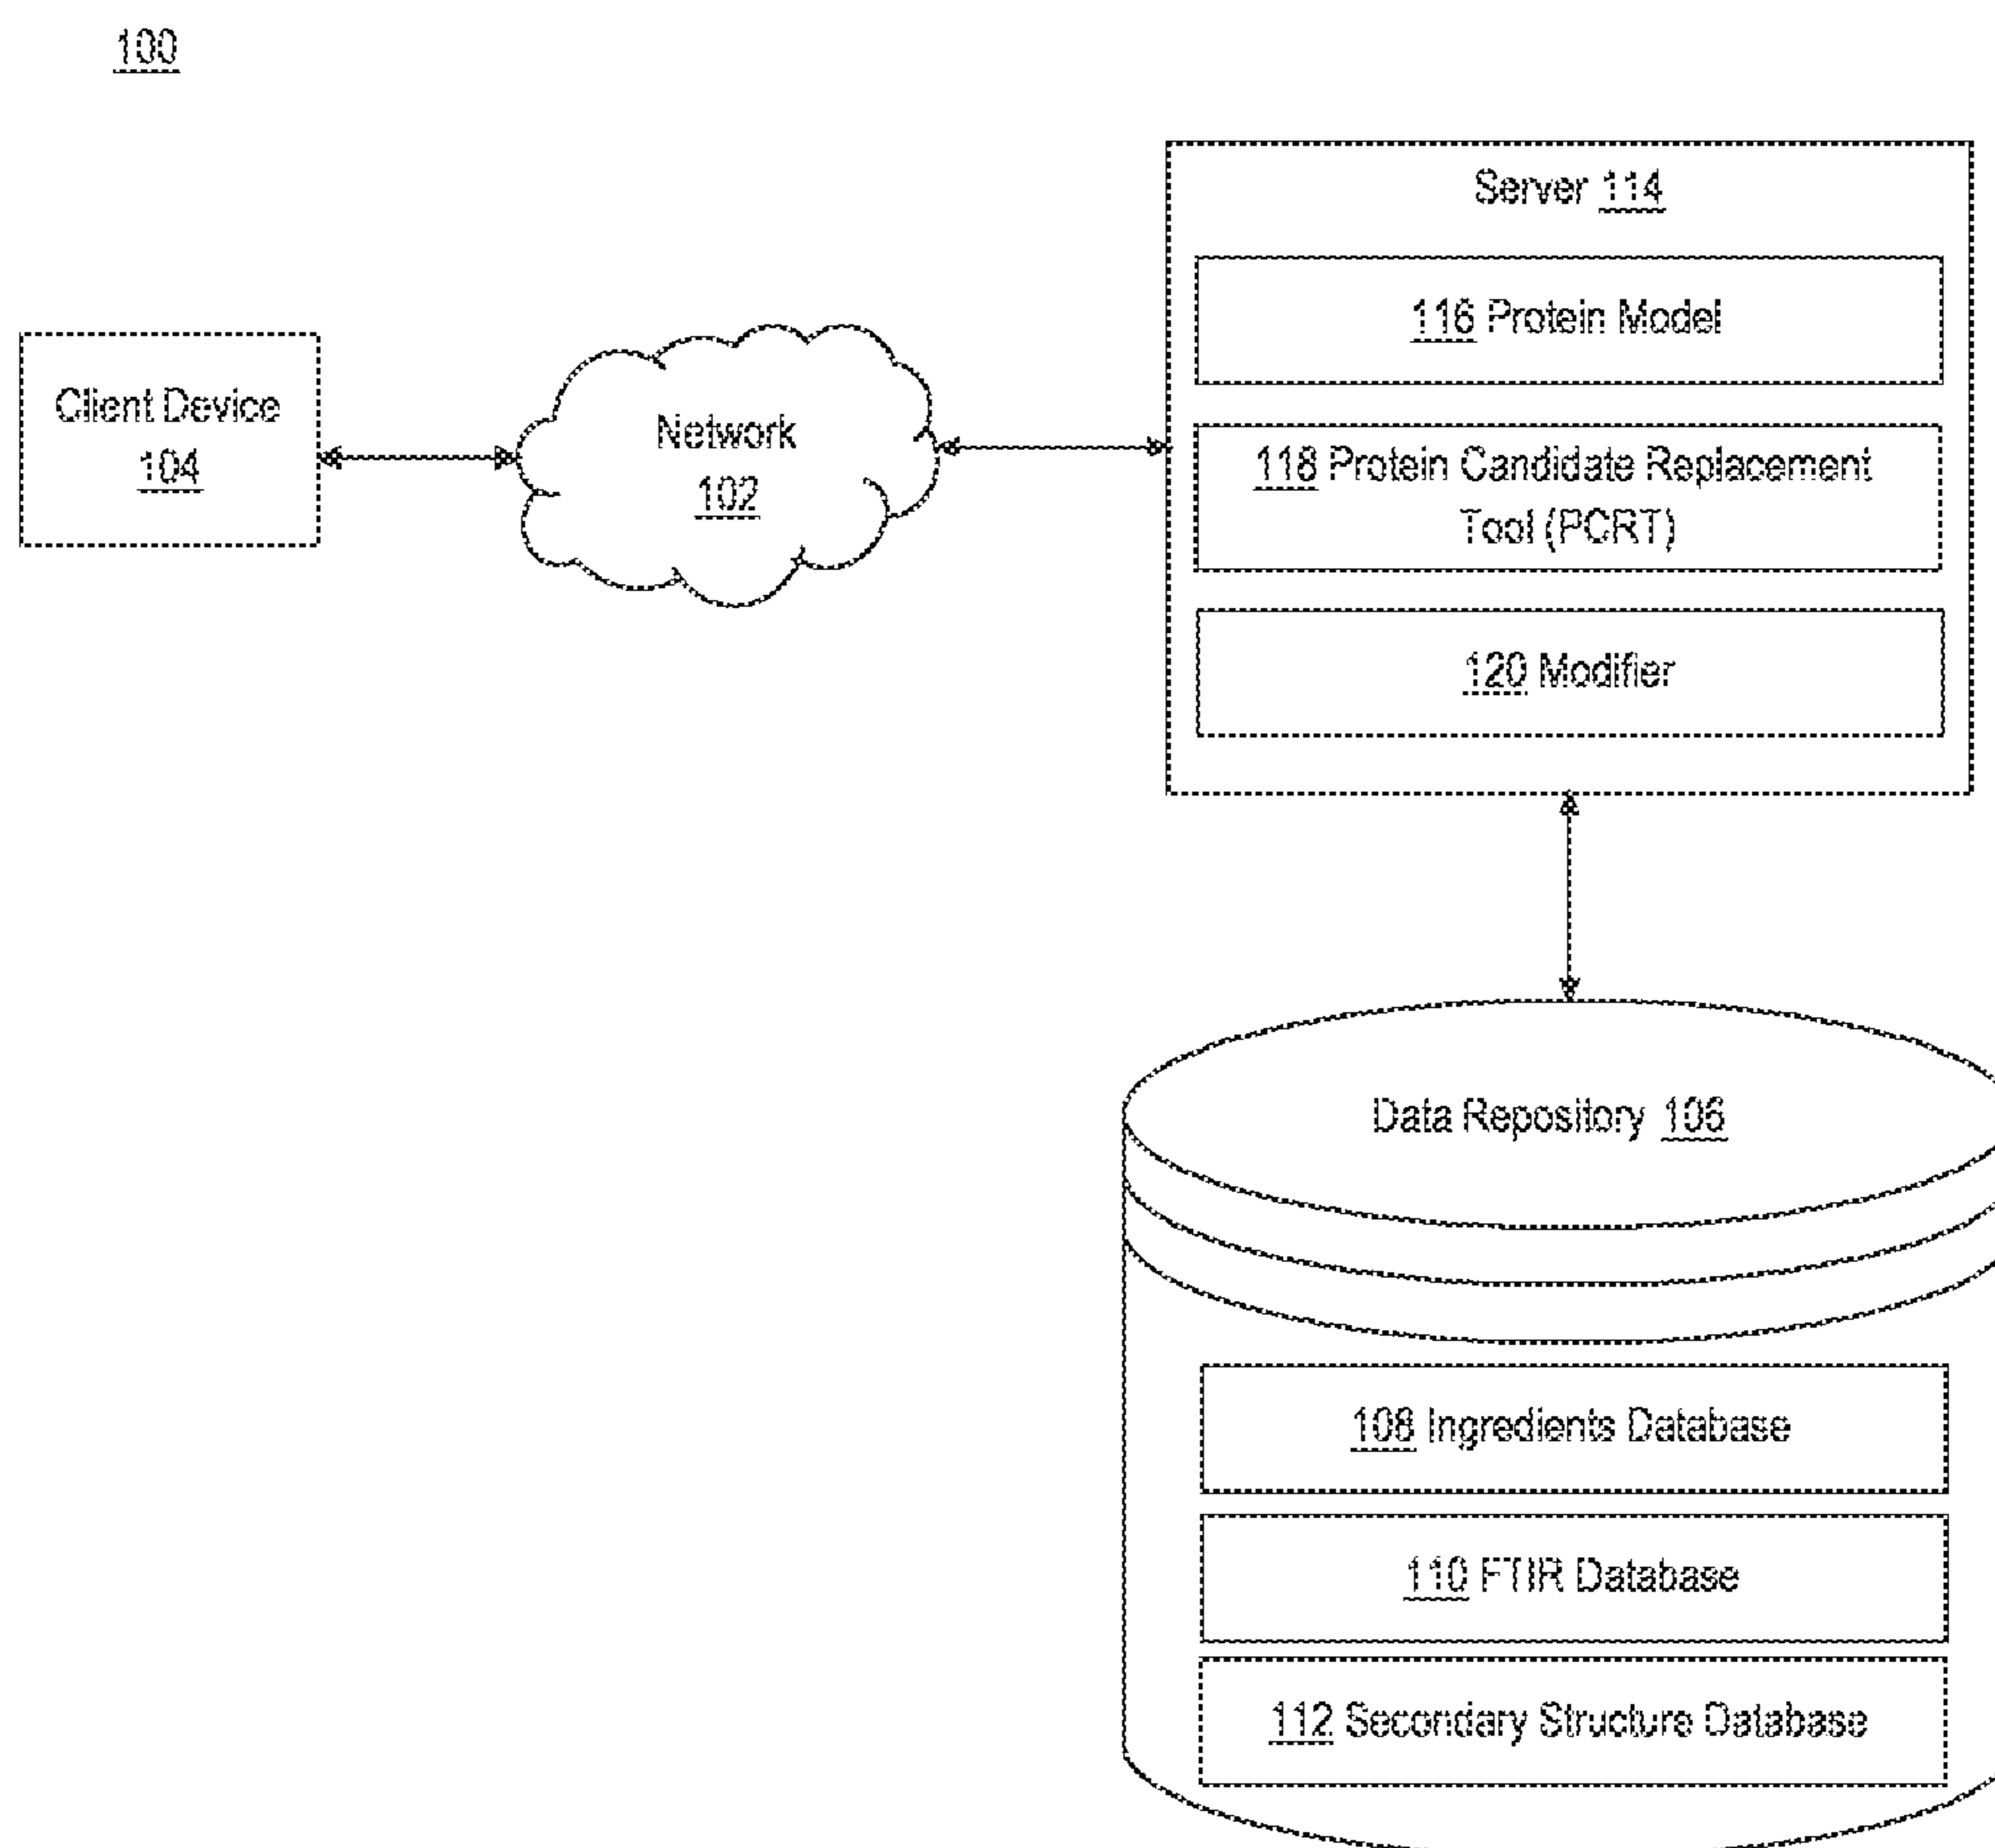 100
Server 114
116 Protein Model
Client Device
104
Network
102
118 Protein Candidate Replacement
Tool (PCRT)
120 Modifier
Data Repository 106
108 Ingredients Database
110 FTIR Database
112 Secondary Structure Database